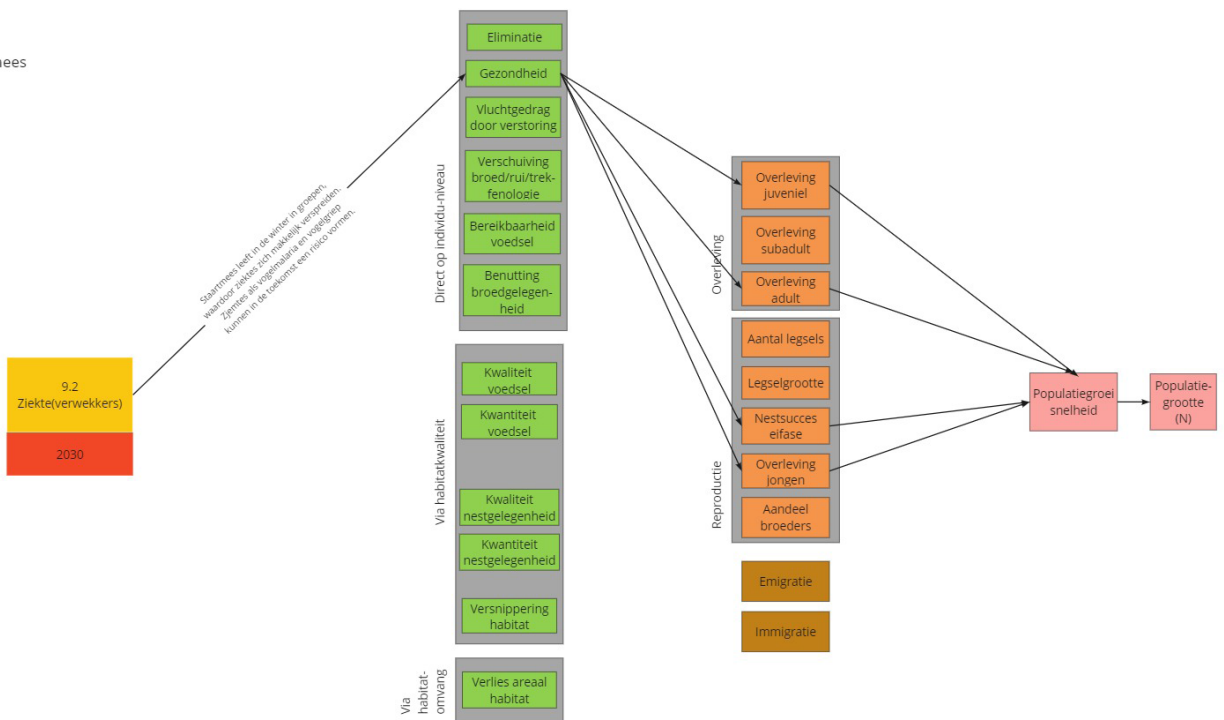 Eliminatie
Gezondheid
Vluchtgedrag
door verstoring
Verschuiving
broed/rui/trek-
fenologie
Bereikbaarheid
voedsel
Benutting
broedgelegen-
heid
Direct op individu-niveau
Staartmees leeft in de winter in groepen,
waardoor ziektes zich makkelijk verspreiden.
Zjemtes als vogelmalaria en vogelgriep
kunnen in de toekomst een risico vormen.
9.2
Ziekte(verwekkers)
2030
Kwaliteit
voedsel
Kwantiteit
voedsel
Kwaliteit
nestgelegenheid
Kwantiteit
nestgelegenheid
Versnippering
habitat
Via habitatkwaliteit
Verlies areaal
habitat
Via
habitat-
omvang
Overleving
juveniel
Overleving
subadult
Overleving
adult
Overleving
Aantal legsels
Legselgrootte
Nestsucces
eifase
Overleving
jongen
Aandeel
broeders
Reproductie
Emigratie
Immigratie
Populatiegroei
snelheid
Populatie-
grootte
(N)